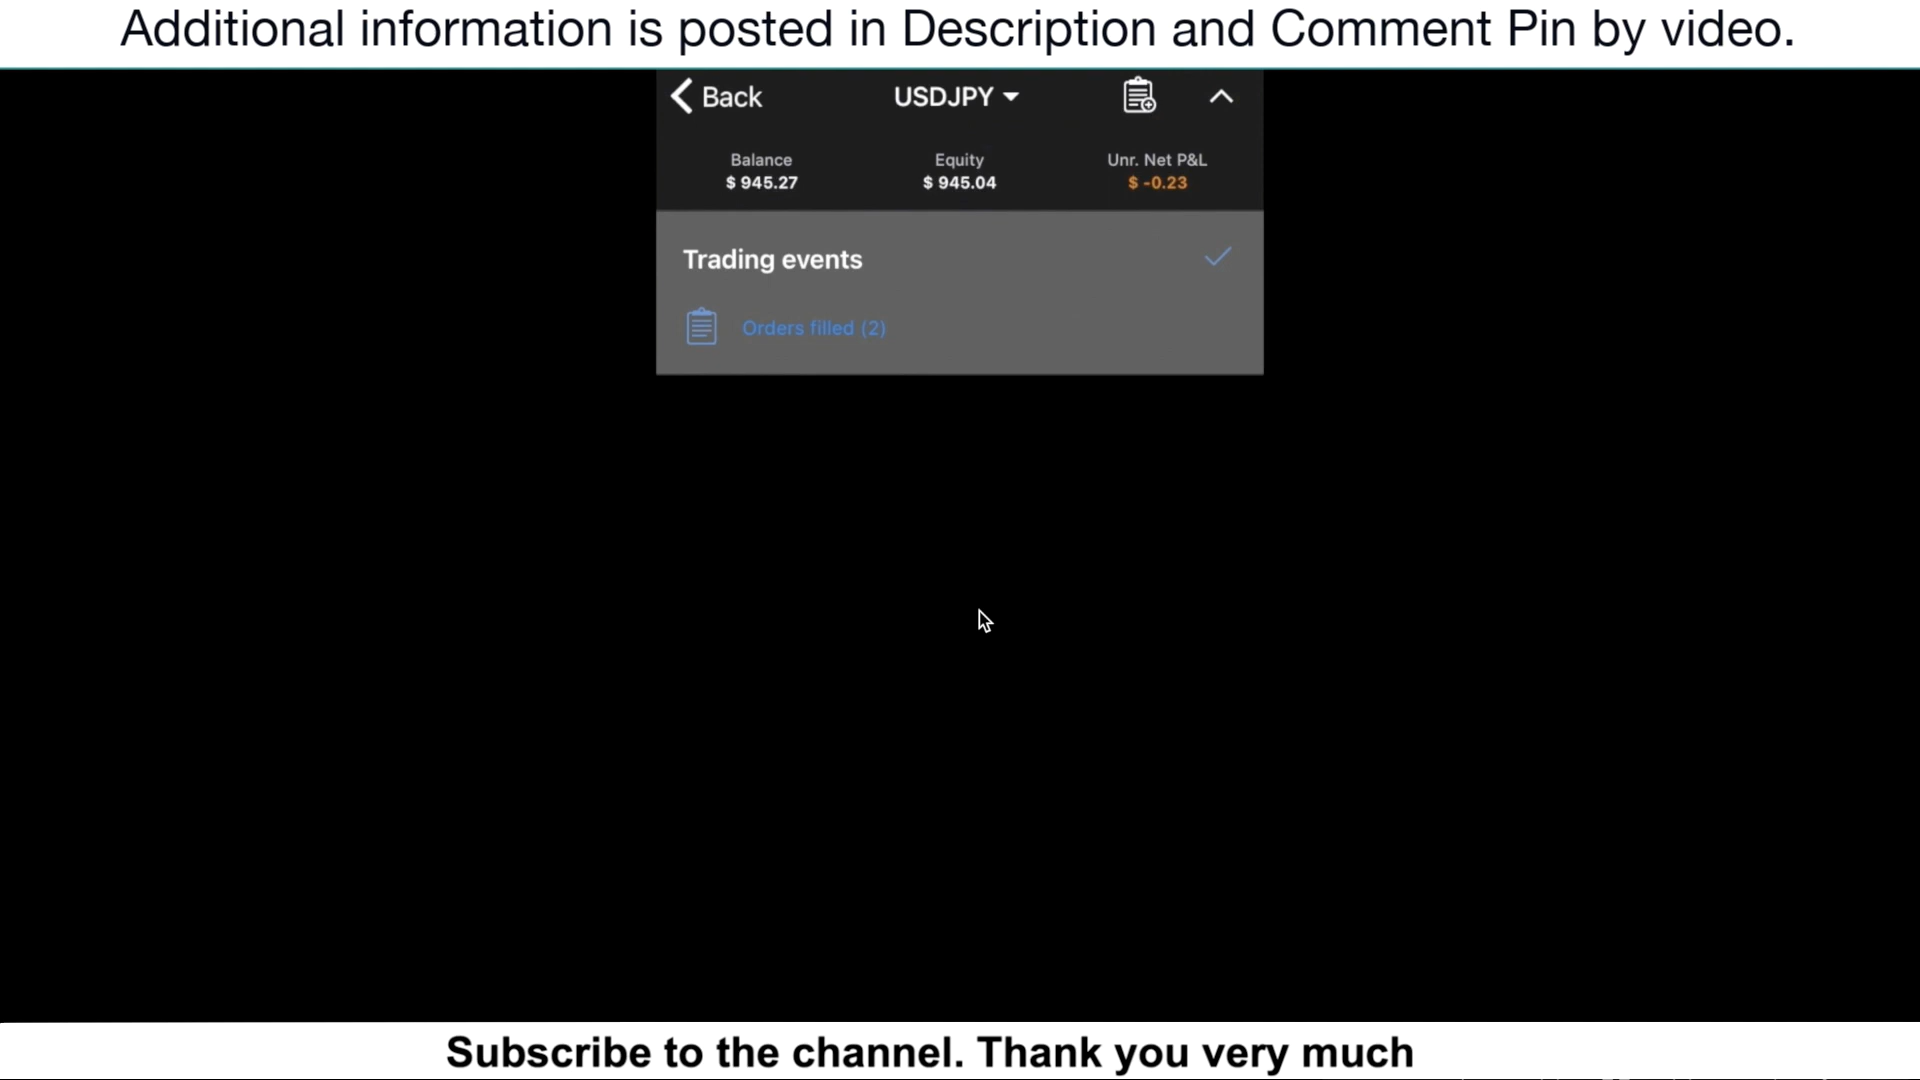 Additional information is posted in Description and Comment Pin by video.
Back USDJPY
Balance Equity Unr. Net P&L
$ 945.27 $ 945.04 $ -0.23
Trading events
Orders filled (2)
Subscribe to the channel. Thank you very much